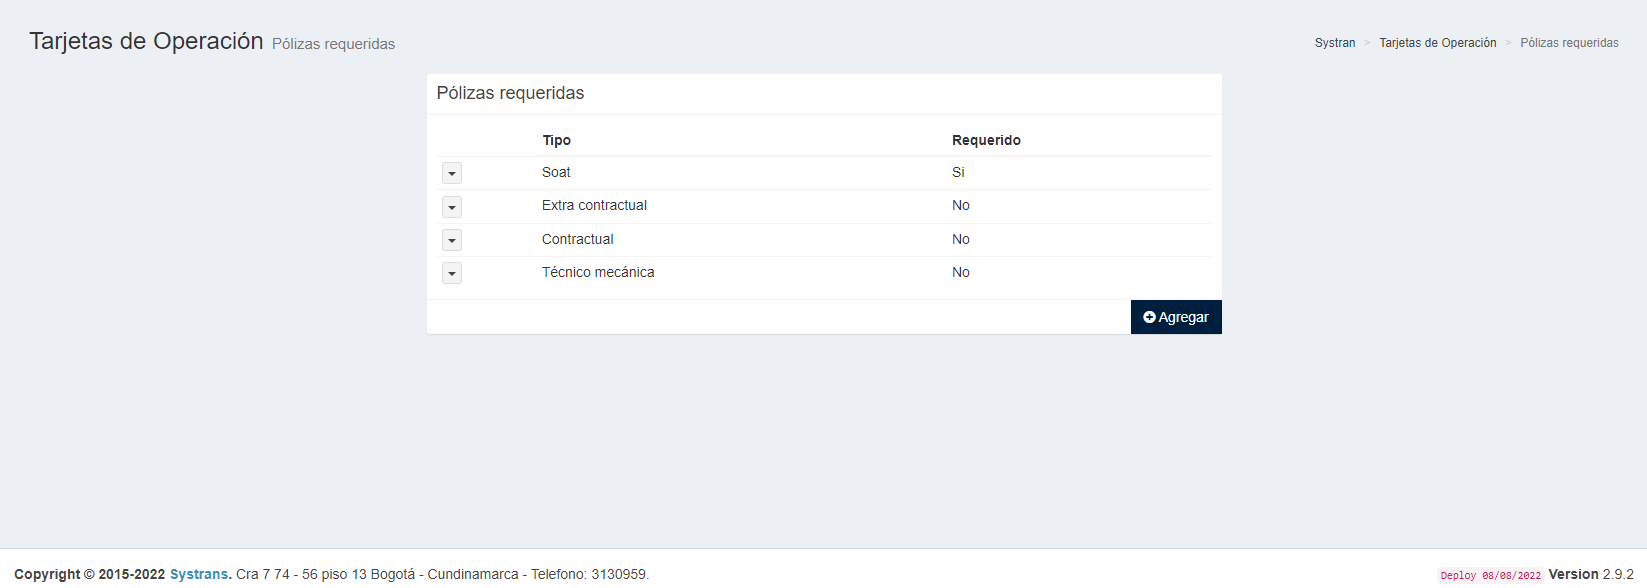 Tarjetas de Operación Pólizas requeridas
Systran > Tarjetas de Operación > Pólizas requeridas
Pólizas requeridas
Tipo Requerido
Soat Si
Extra contractual No
Contractual No
Técnico mecánica No
Agregar
Copyright © 2015-2022 Systrans. Cra 7 74 - 56 piso 13 Bogotá - Cundinamarca - Telefono: 3130959.
Deploy 08/08/2022 Version 2.9.2